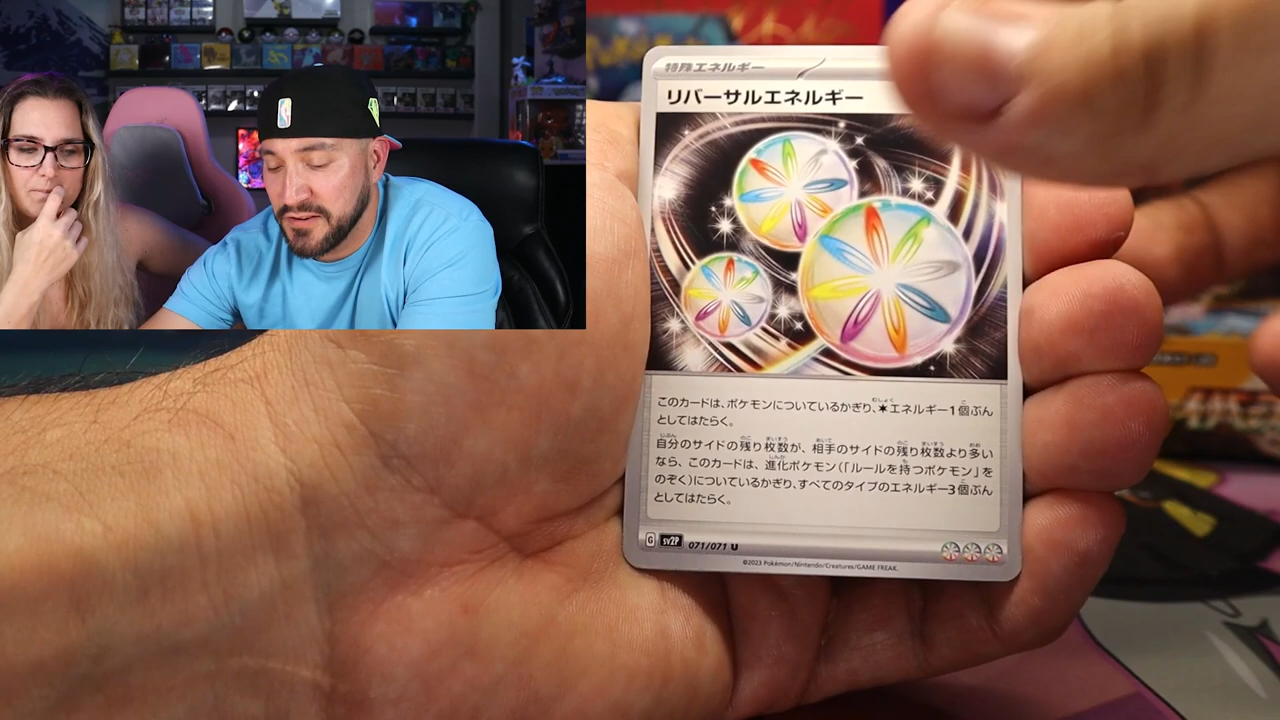 特殊エネルギー
リバーサルエネルギー
このカードは、ポケモンについているかぎり、✶エネルギー1個ぶん
としてはたらく。
自分のサイドの残り枚数が、相手のサイドの残り枚数より多い
なら、このカードは、進化ポケモン(「ルールを持つポケモン」を
のぞく)についているかぎり、すべてのタイプのエネルギー3個ぶん
としてはたらく。
G SV2P 071/071 U
©2023 Pokémon/Nintendo/Creatures/GAME FREAK.